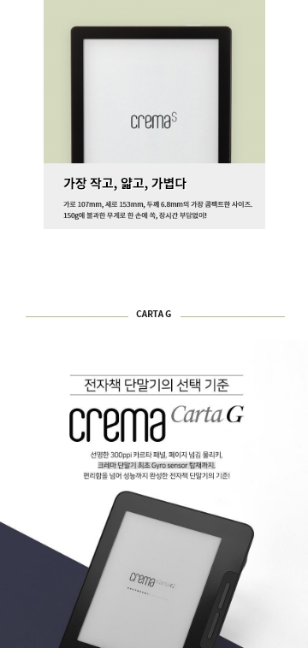 cremaS
가장 작고, 얇고, 가볍다
가로 107mm, 세로 153mm, 두께 6.8mm의 가장 콤팩트한 사이즈.
150g에 불과한 무게로 한 손에 쏙, 장시간 부담없이!
CARTA G
전자책 단말기의 선택 기준
crema Carta G
선명한 300ppi 카르타 패널, 페이지 넘김 물리키,
크레마 단말기 최초 Gyro sensor 탑재까지.
편리함을 넘어 성능까지 완성한 전자책 단말기의 기준!
crema Carta G